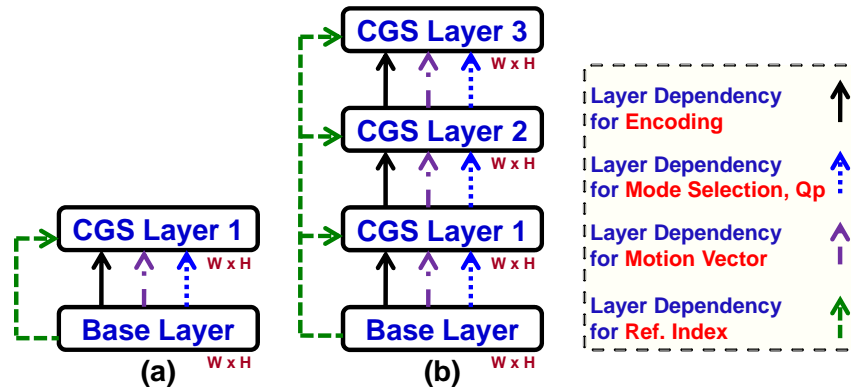 CGS Layer 1
W x H
Base Layer
W x H
(a)
CGS Layer 3
W x H
CGS Layer 2
W x H
CGS Layer 1
W x H
Base Layer
W x H
(b)
Layer Dependency
for Encoding
Layer Dependency
for Mode Selection, Qp
Layer Dependency
for Motion Vector
Layer Dependency
for Ref. Index